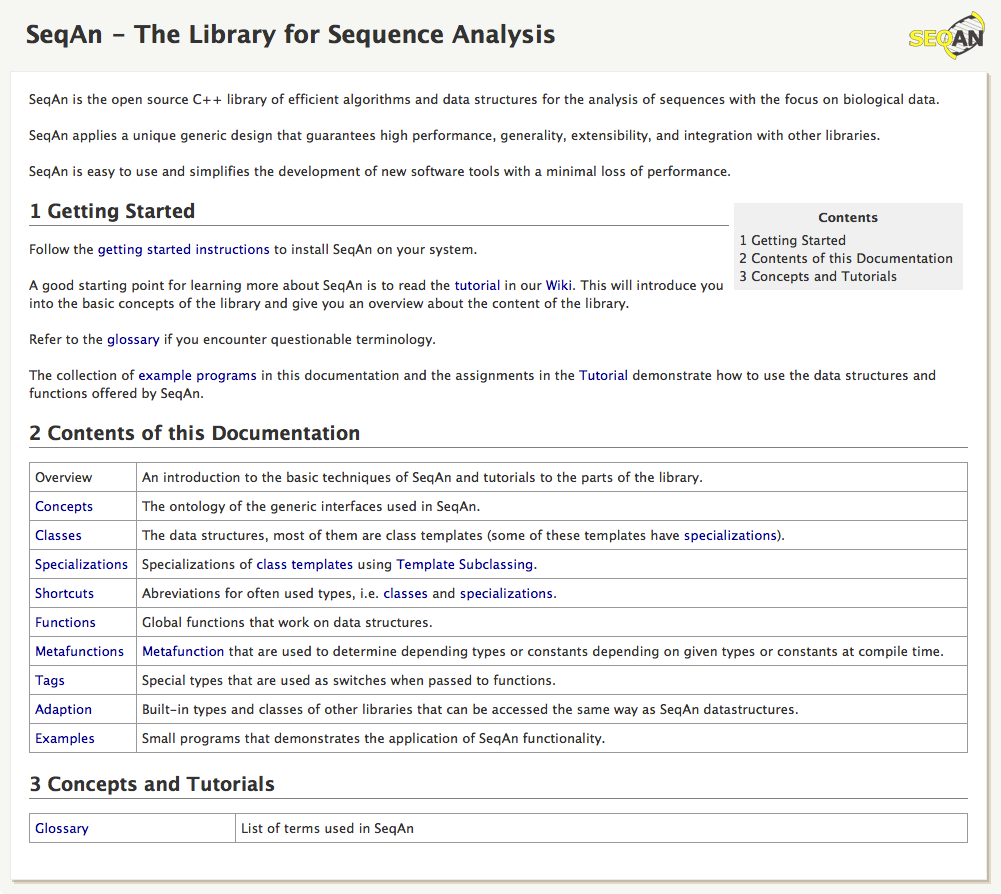 SeqAn – The Library for Sequence Analysis
SEQAN
SeqAn is the open source C++ library of efficient algorithms and data structures for the analysis of sequences with the focus on biological data.
SeqAn applies a unique generic design that guarantees high performance, generality, extensibility, and integration with other libraries.
SeqAn is easy to use and simplifies the development of new software tools with a minimal loss of performance.
1 Getting Started
Contents
1 Getting Started
2 Contents of this Documentation
3 Concepts and Tutorials
Follow the getting started instructions to install SeqAn on your system.
A good starting point for learning more about SeqAn is to read the tutorial in our Wiki. This will introduce you
into the basic concepts of the library and give you an overview about the content of the library.
Refer to the glossary if you encounter questionable terminology.
The collection of example programs in this documentation and the assignments in the Tutorial demonstrate how to use the data structures and
functions offered by SeqAn.
2 Contents of this Documentation
Overview An introduction to the basic techniques of SeqAn and tutorials to the parts of the library.
Concepts The ontology of the generic interfaces used in SeqAn.
Classes The data structures, most of them are class templates (some of these templates have specializations).
Specializations Specializations of class templates using Template Subclassing.
Shortcuts Abreviations for often used types, i.e. classes and specializations.
Functions Global functions that work on data structures.
Metafunctions Metafunction that are used to determine depending types or constants depending on given types or constants at compile time.
Tags Special types that are used as switches when passed to functions.
Adaption Built-in types and classes of other libraries that can be accessed the same way as SeqAn datastructures.
Examples Small programs that demonstrates the application of SeqAn functionality.
3 Concepts and Tutorials
Glossary List of terms used in SeqAn